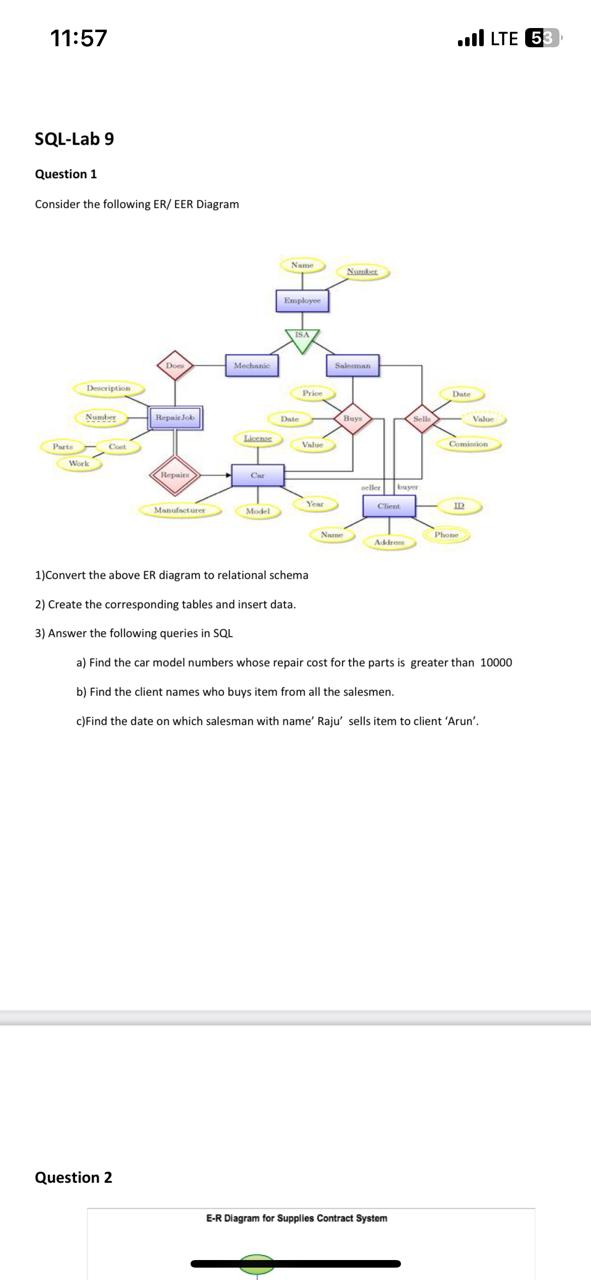 11:57
LTE 53
SQL-Lab 9
Question 1
Consider the following ER/ EER Diagram
Name
Number
Employee
ISA
Does
Mechanic
Salesman
Description
Price
Date
Number
RepairJob
Date
Buys
Sells
Value
License
Value
Comission
Parts
Cost
Work
Repairs
Car
seller
buyer
Manufacturer
Model
Year
Client
ID
Name
Address
Phone
1)Convert the above ER diagram to relational schema
2) Create the corresponding tables and insert data.
3) Answer the following queries in SQL
a) Find the car model numbers whose repair cost for the parts is greater than 10000
b) Find the client names who buys item from all the salesmen.
c)Find the date on which salesman with name’ Raju’ sells item to client ‘Arun’.
Question 2
E-R Diagram for Supplies Contract System